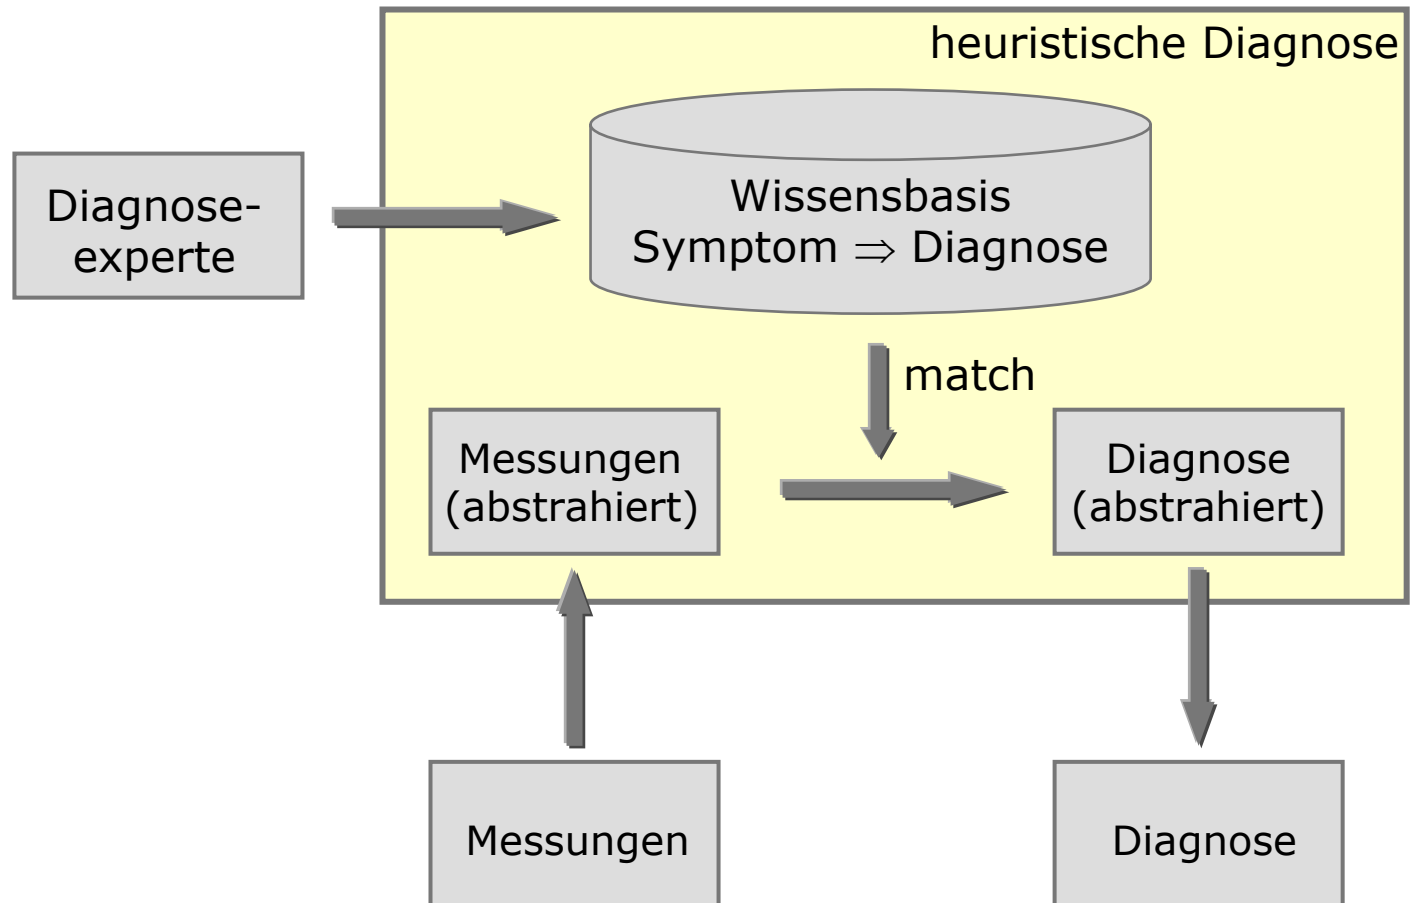 heuristische Diagnose
Diagnose-
experte
Wissensbasis
Symptom ⇒ Diagnose
match
Messungen
(abstrahiert)
Diagnose
(abstrahiert)
Messungen
Diagnose